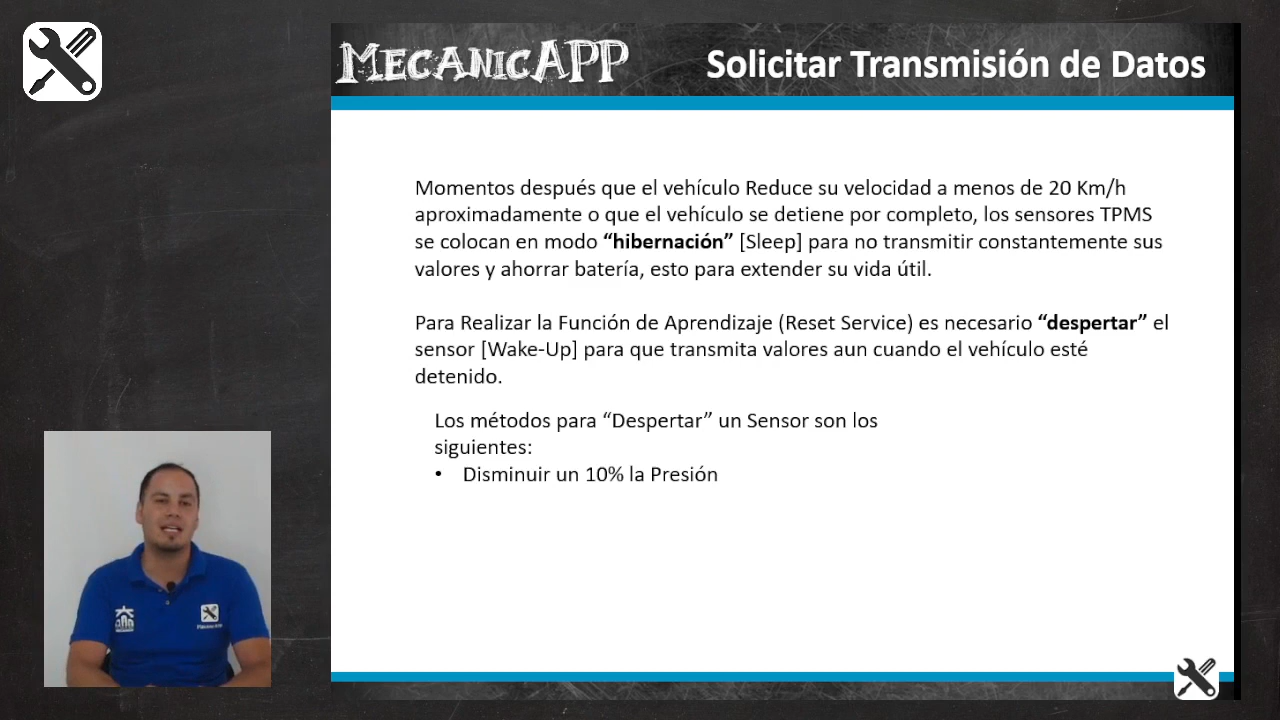 MECANICAPP
Solicitar Transmisión de Datos
Momentos después que el vehículo Reduce su velocidad a menos de 20 Km/h
aproximadamente o que el vehículo se detiene por completo, los sensores TPMS
se colocan en modo “hibernación” [Sleep] para no transmitir constantemente sus
valores y ahorrar batería, esto para extender su vida útil.
Para Realizar la Función de Aprendizaje (Reset Service) es necesario “despertar” el
sensor [Wake-Up] para que transmita valores aun cuando el vehículo esté
detenido.
Los métodos para “Despertar” un Sensor son los
siguientes:
• Disminuir un 10% la Presión